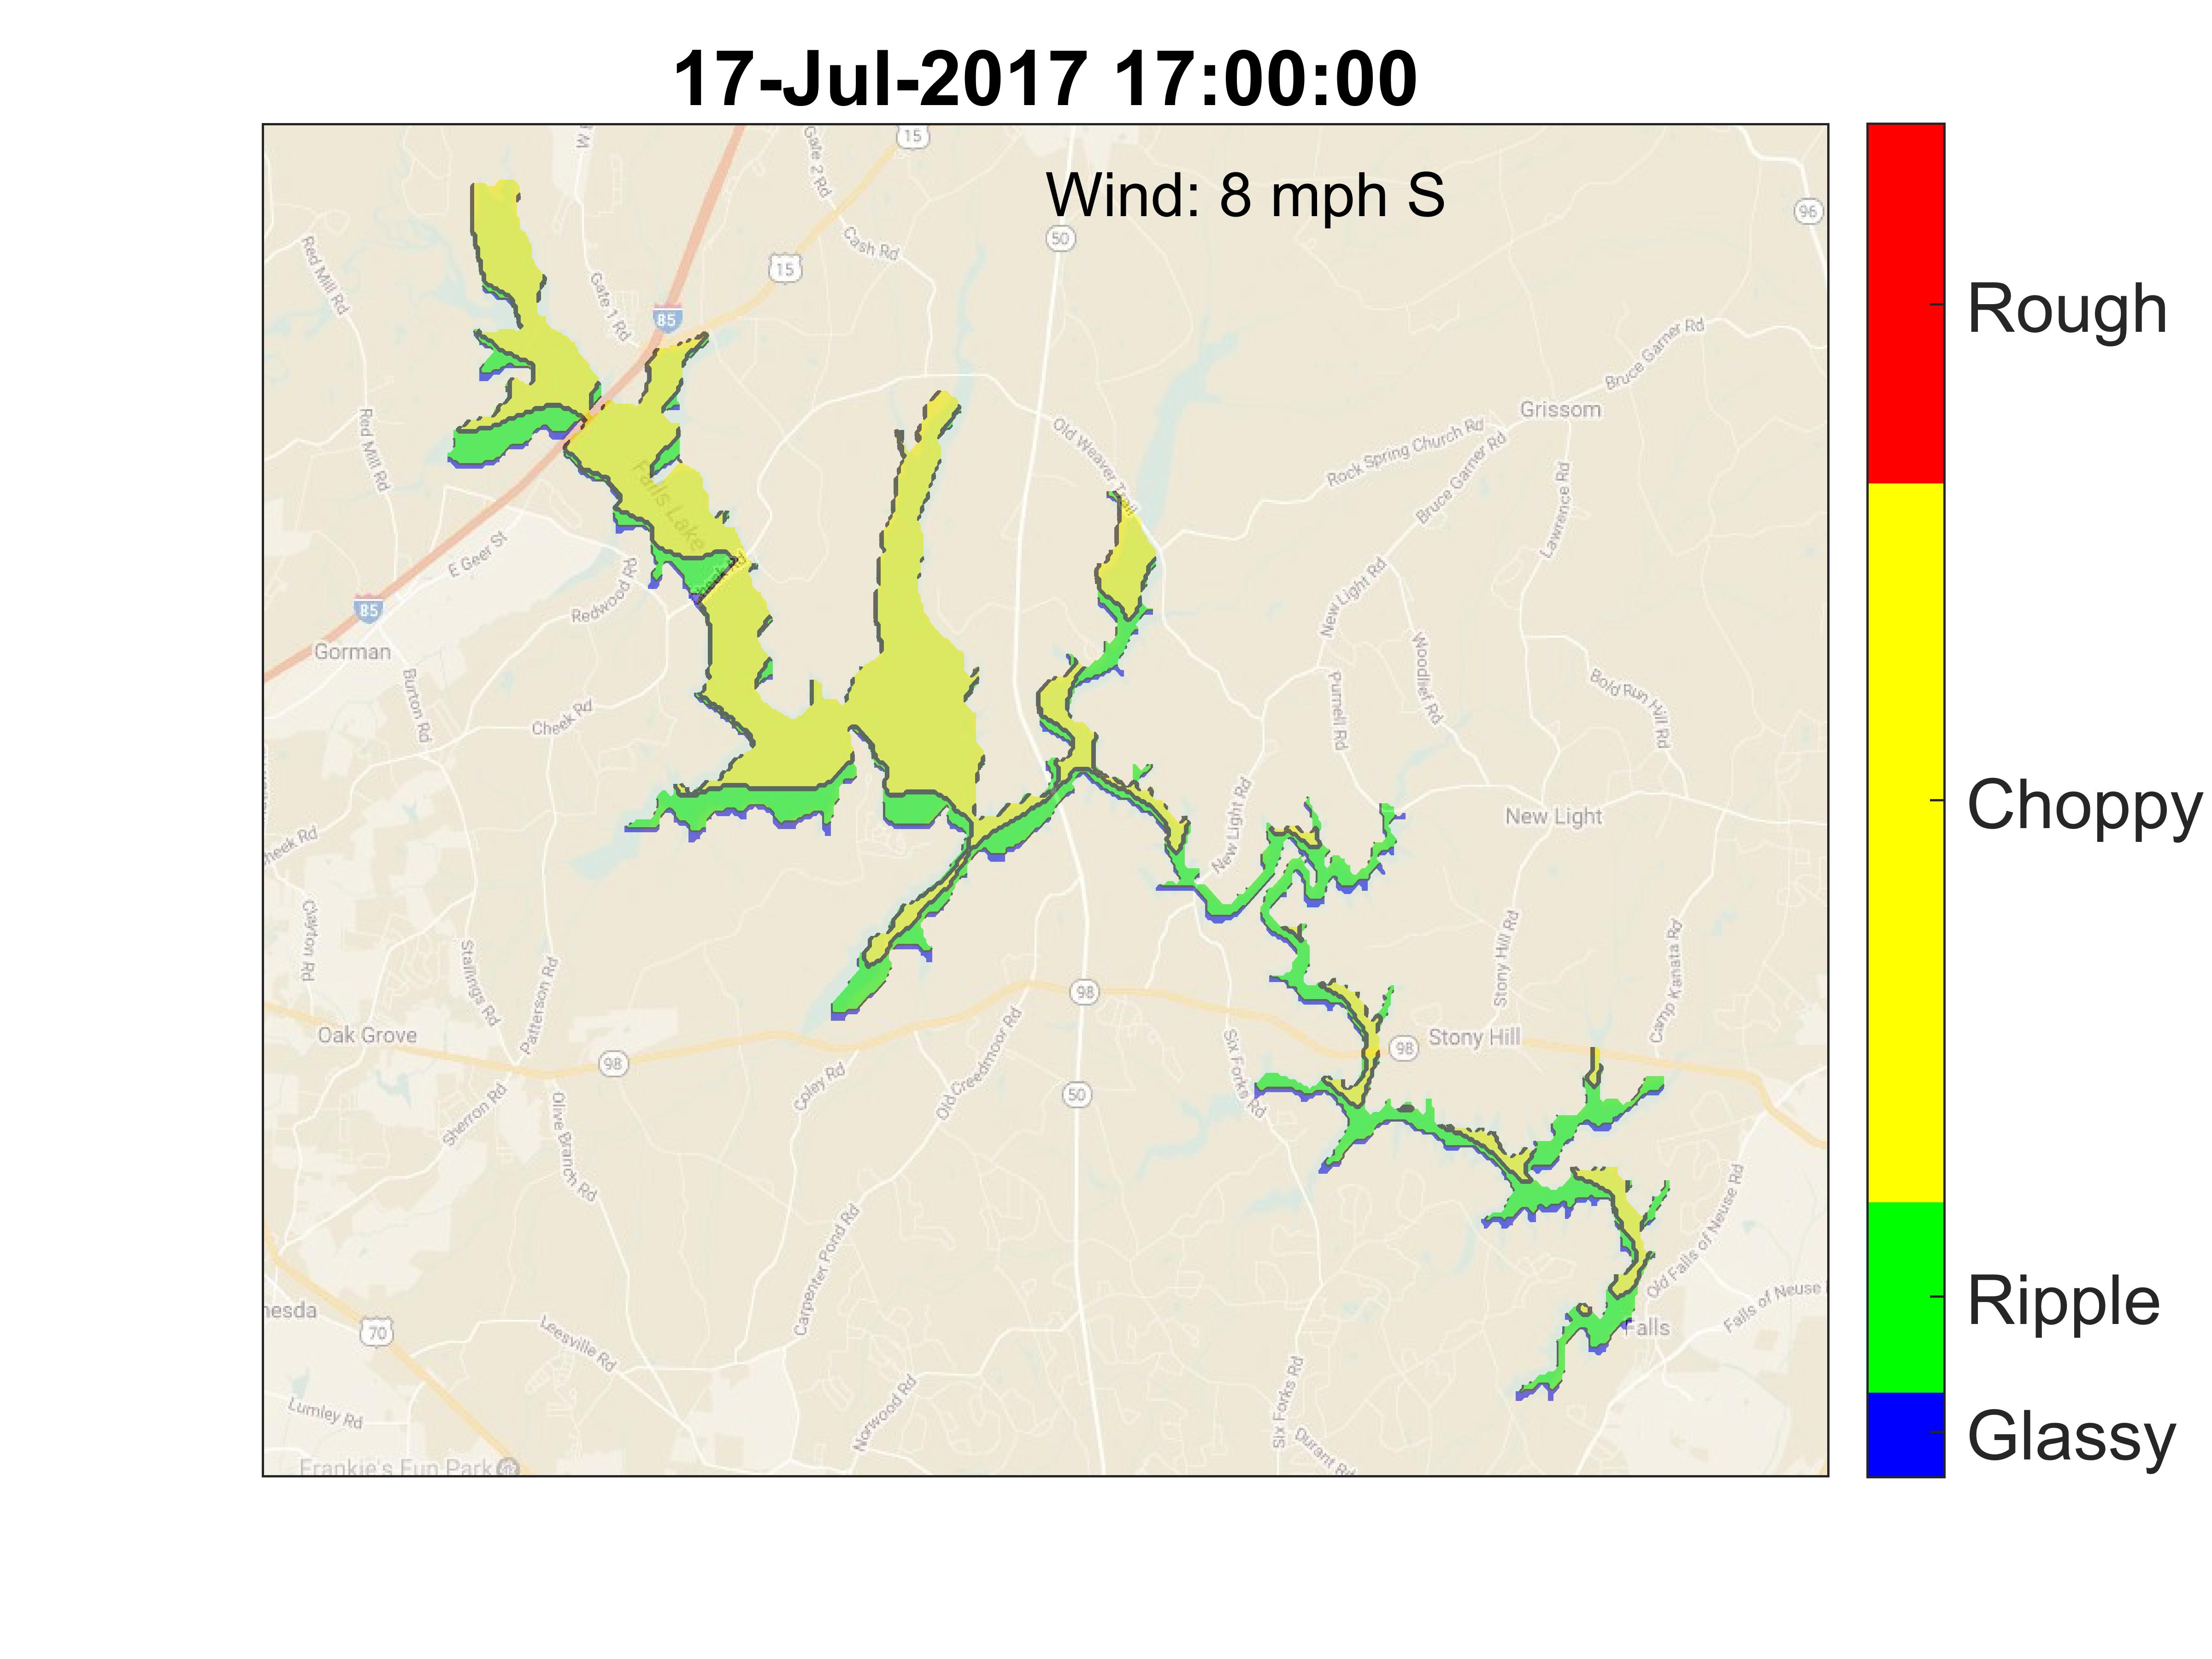 17-Jul-2017 17:00:00
Wind: 8 mph S
Rough
Choppy
Ripple
Glassy
15
Gate 2 Rd
Cash Rd
50
96
Red Mill Rd
Gate 1 Rd
15
85
Bruce Garner Rd
Grissom
Red Mill Rd
Old Weaver Trail
Rock Spring Church Rd
Bruce Garner Rd
Falls Lake
Lawrence Rd
E Geer St
Redwood Rd
New Light Rd
85
Gorman
Burton Rd
Cheek Rd
Purnell Rd
Woodlief Rd
Bold Run Hill Rd
New Light Rd
New Light
Clayton Rd
Stallings Rd
Patterson Rd
Stony Hill Rd
Camp Kanata Rd
98
Oak Grove
98
Coley Rd
Old Creedmoor Rd
50
Six Forks Rd
98
Stony Hill
Sherron Rd
Olive Branch Rd
Carpenter Pond Rd
Old Falls of Neuse Rd
Falls of Neuse
Falls
70
Leesville Rd
Lumley Rd
Norwood Rd
Six Forks Rd
Durant Rd
Frankie's Fun Park